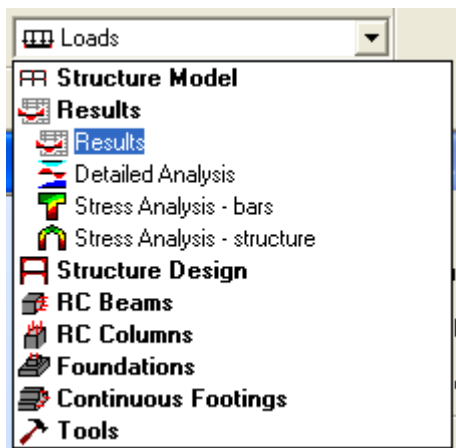 Loads
Structure Model
Results
Results
Detailed Analysis
Stress Analysis - bars
Stress Analysis - structure
Structure Design
RC Beams
RC Columns
Foundations
Continuous Footings
Tools